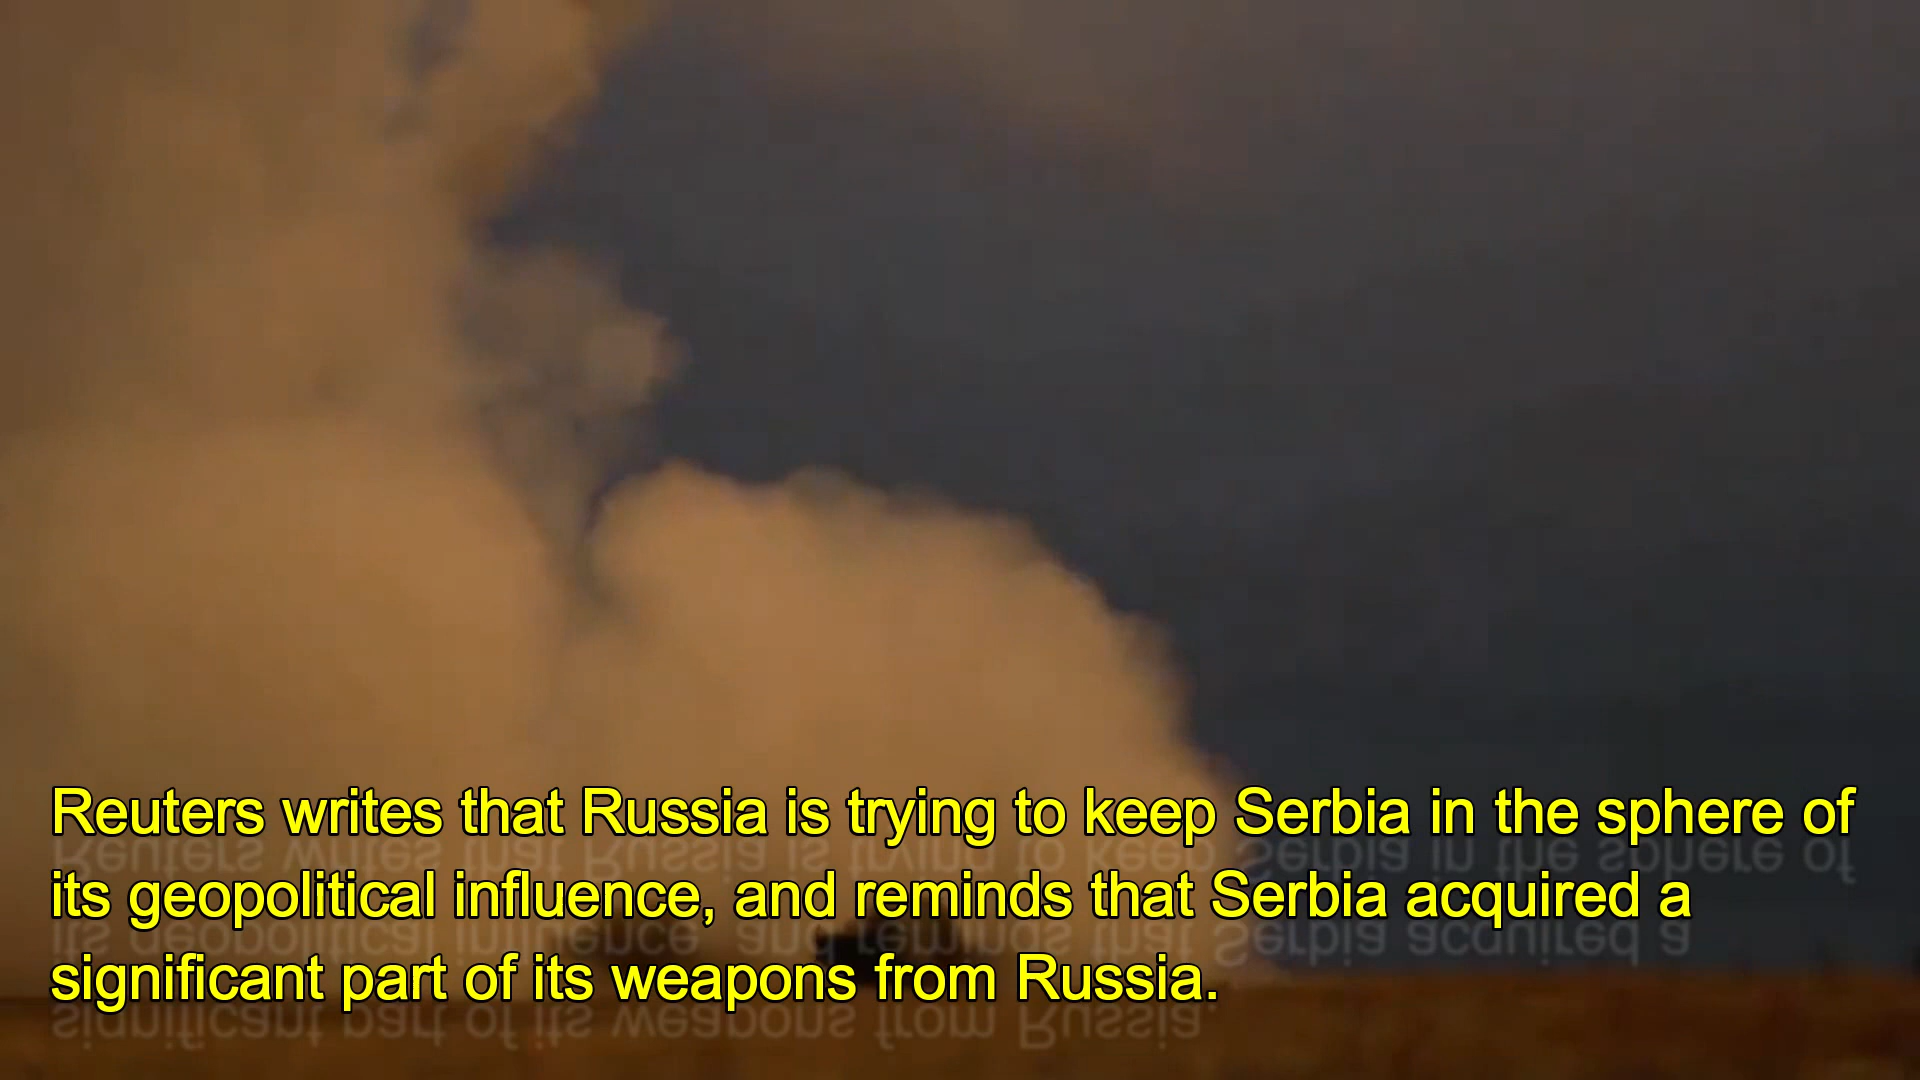 Reuters writes that Russia is trying to keep Serbia in the sphere of
its geopolitical influence, and reminds that Serbia acquired a
significant part of its weapons from Russia.